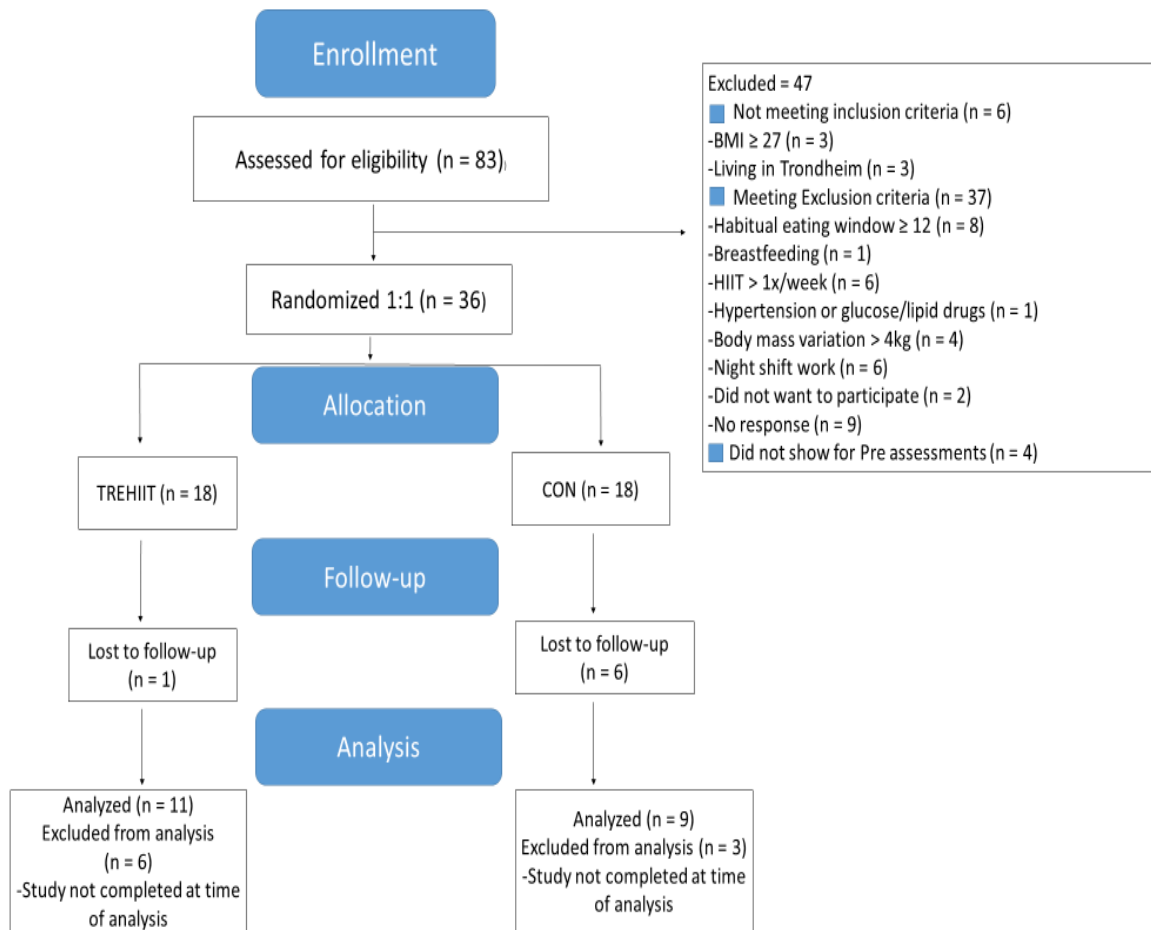 Enrollment
Assessed for eligibility (n = 83)
Excluded = 47
Not meeting inclusion criteria (n = 6)
-BMI ≥ 27 (n = 3)
-Living in Trondheim (n = 3)
Meeting Exclusion criteria (n = 37)
-Habitual eating window ≥ 12 (n = 8)
-Breastfeeding (n = 1)
-HIIT > 1x/week (n = 6)
-Hypertension or glucose/lipid drugs (n = 1)
-Body mass variation > 4kg (n = 4)
-Night shift work (n = 6)
-Did not want to participate (n = 2)
-No response (n = 9)
Did not show for Pre assessments (n = 4)
Randomized 1:1 (n = 36)
Allocation
TREHIIT (n = 18)
CON (n = 18)
Follow-up
Lost to follow-up
(n = 1)
Lost to follow-up
(n = 6)
Analysis
Analyzed (n = 11)
Excluded from analysis
(n = 6)
-Study not completed at time
of analysis
Analyzed (n = 9)
Excluded from analysis (n = 3)
-Study not completed at time
of analysis